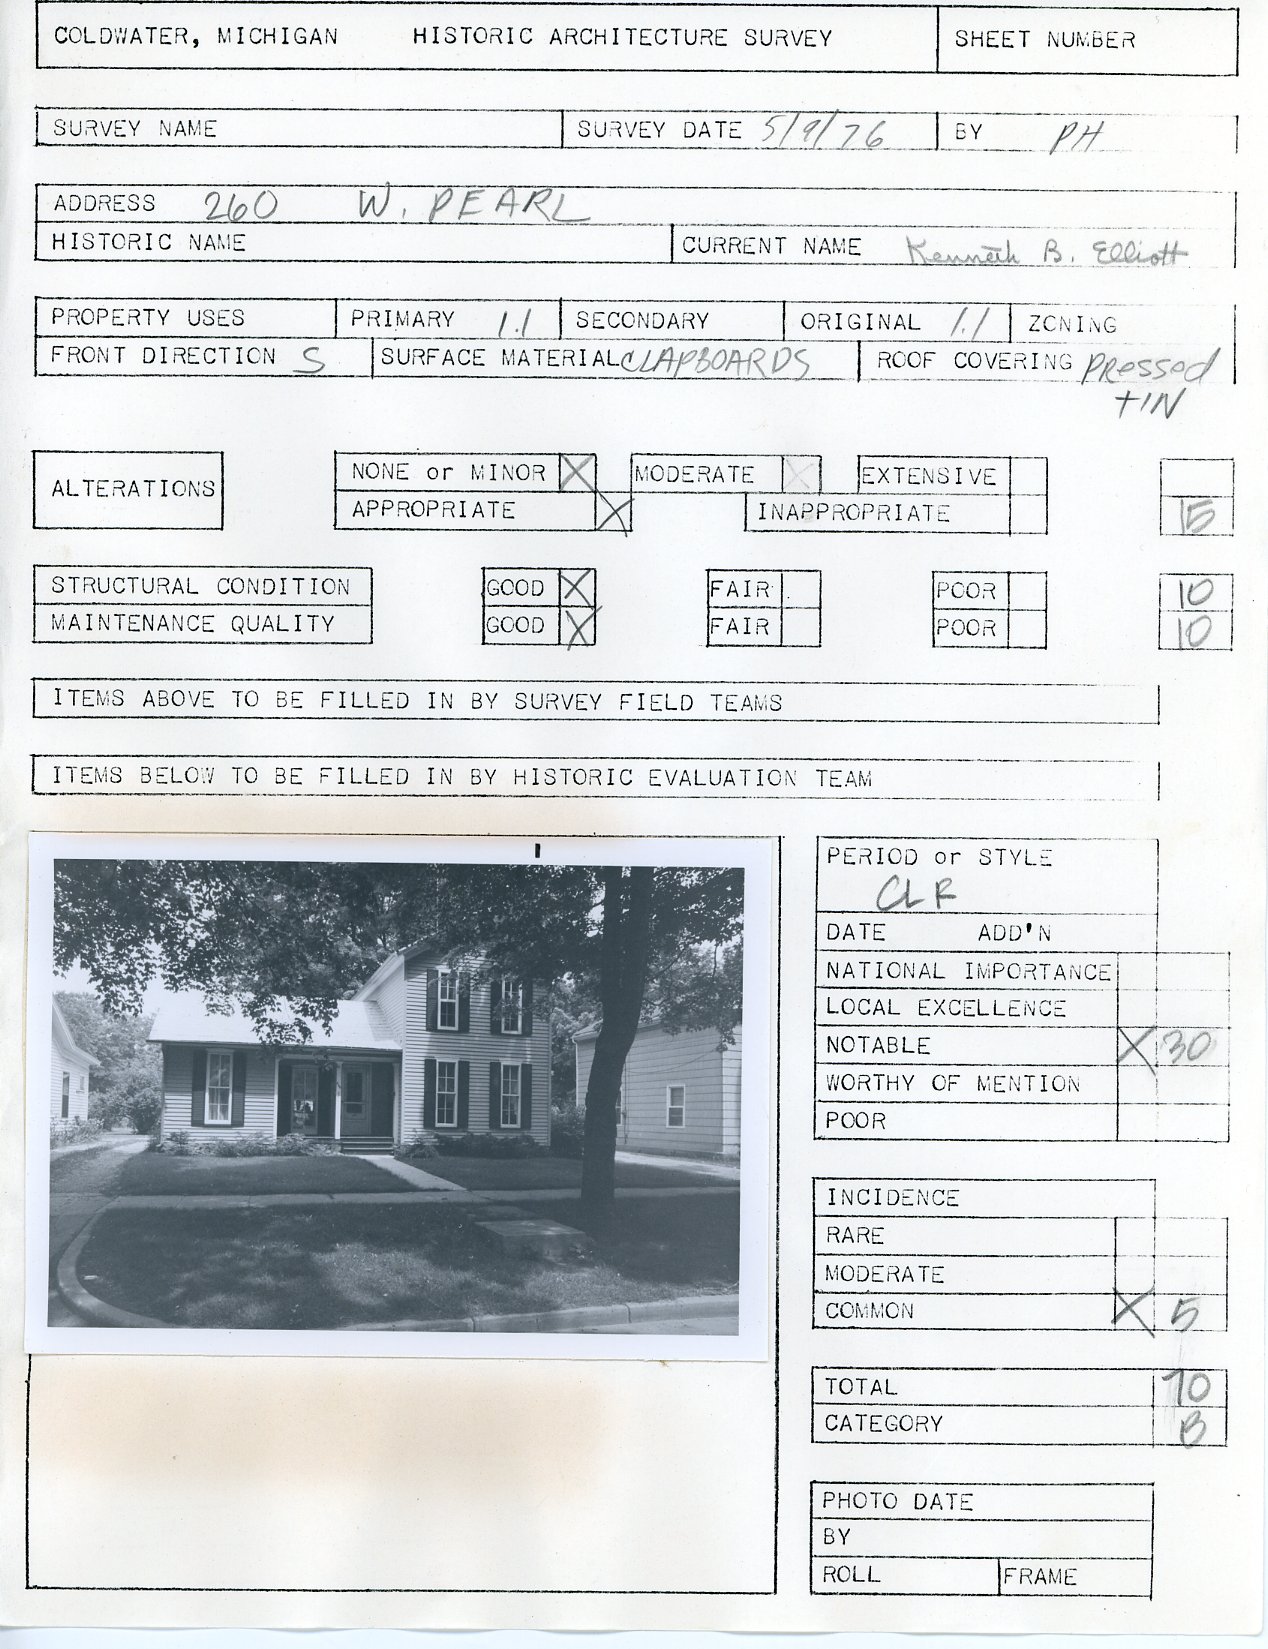 COLDWATER, MICHIGAN HISTORIC ARCHITECTURE SURVEY SHEET NUMBER
SURVEY NAME SURVEY DATE 5/9/76 BY PH
ADDRESS 260 W. PEARL
HISTORIC NAME CURRENT NAME Kenneth B. Elliott
PROPERTY USES PRIMARY 1.1 SECONDARY ORIGINAL 1.1 ZONING
FRONT DIRECTION S SURFACE MATERIAL CLAPBOARDS ROOF COVERING Pressed
tIN
ALTERATIONS NONE or MINOR X MODERATE X EXTENSIVE
APPROPRIATE X INAPPROPRIATE 15
STRUCTURAL CONDITION GOOD X FAIR POOR 10
MAINTENANCE QUALITY GOOD X FAIR POOR 10
ITEMS ABOVE TO BE FILLED IN BY SURVEY FIELD TEAMS
ITEMS BELOW TO BE FILLED IN BY HISTORIC EVALUATION TEAM
PERIOD or STYLE
CLR
DATE ADD'N
NATIONAL IMPORTANCE
LOCAL EXCELLENCE
NOTABLE X 30
WORTHY OF MENTION
POOR
INCIDENCE
RARE
MODERATE
COMMON X 5
TOTAL 70
CATEGORY B
PHOTO DATE
BY
ROLL FRAME